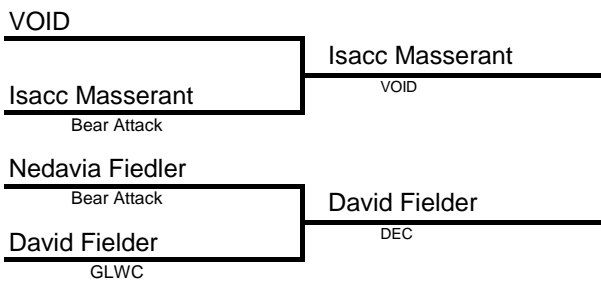 VOID
Isacc Masserant
VOID
Isacc Masserant
Bear Attack
Nedavia Fiedler
Bear Attack
David Fielder
DEC
David Fielder
GLWC